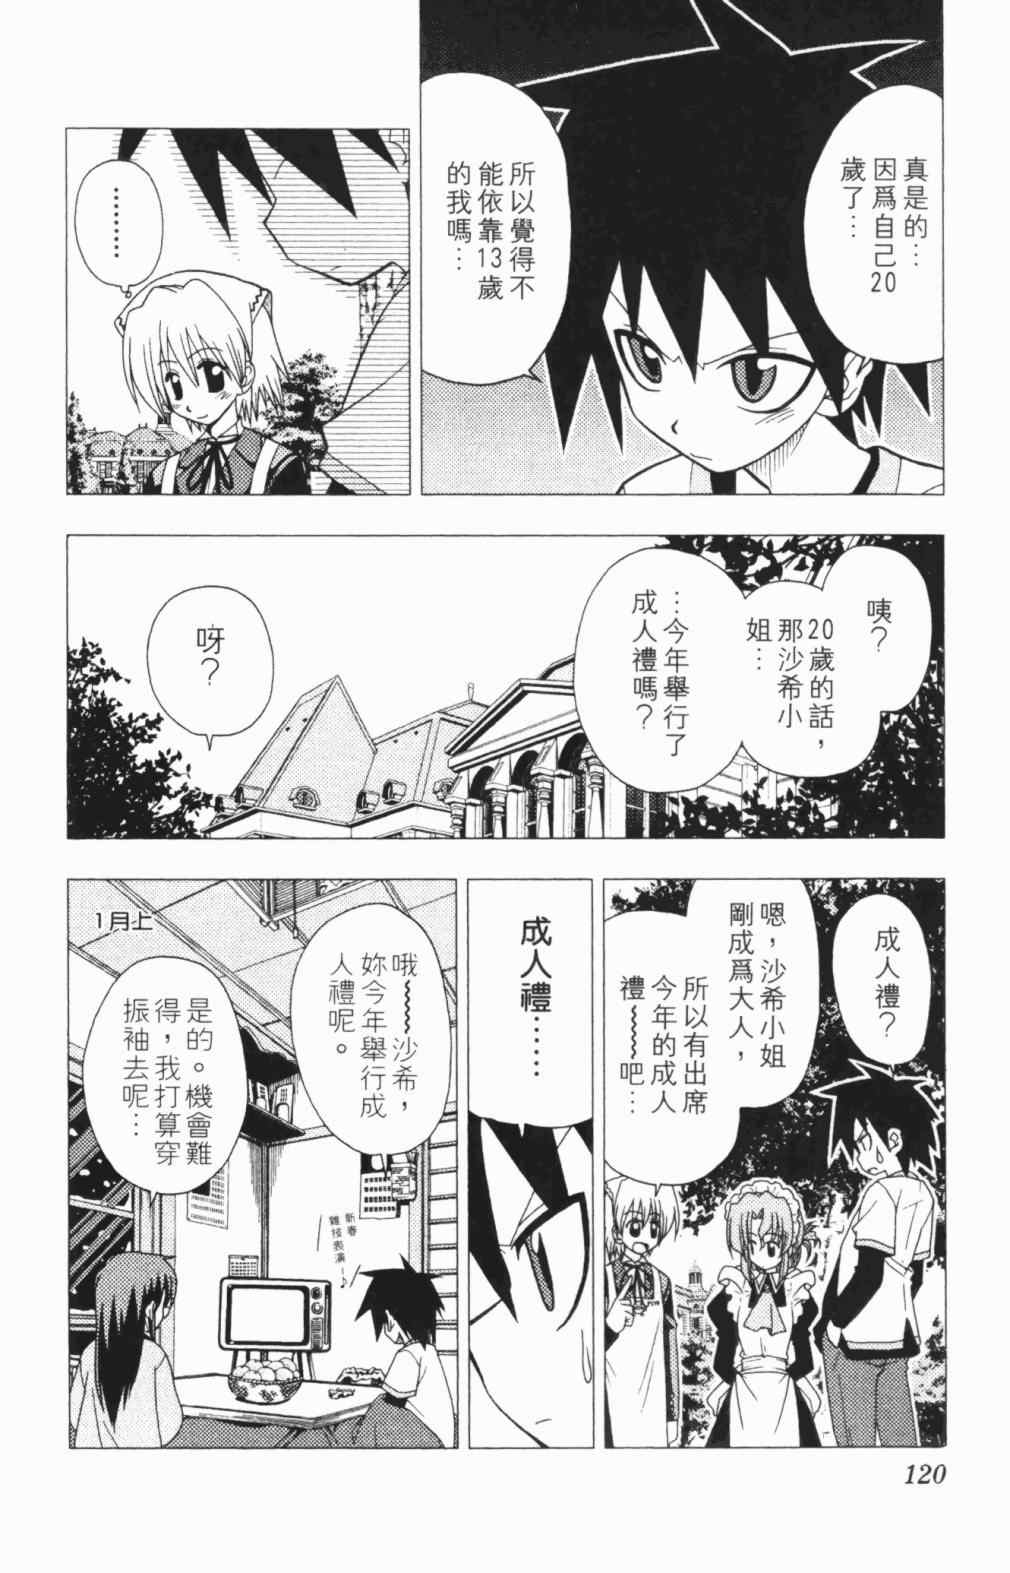 真是的…
因爲自己20
歲了…
所以覺得不
能依靠13歲
的我嗎…
………
咦？
20歲的話，
那沙希小
姐…
…今年舉行了
成人禮嗎？
呀？
成人禮？
嗯，沙希小姐
剛成爲大人，
所以有出席
今年的成人
禮~~~吧…
成人禮……
1月上
哦~~沙希，
妳今年舉行成
人禮呢。
是的。機會難
得，我打算穿
振袖去呢…
新春
雜技表演~♪
120